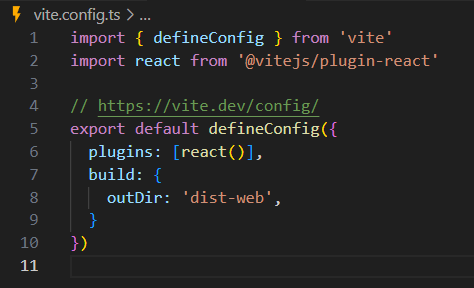 vite.config.ts > ...
1 import { defineConfig } from 'vite'
2 import react from '@vitejs/plugin-react'
3
4 // https://vite.dev/config/
5 export default defineConfig({
6   plugins: [react()],
7   build: {
8     outDir: 'dist-web',
9   }
10 })
11